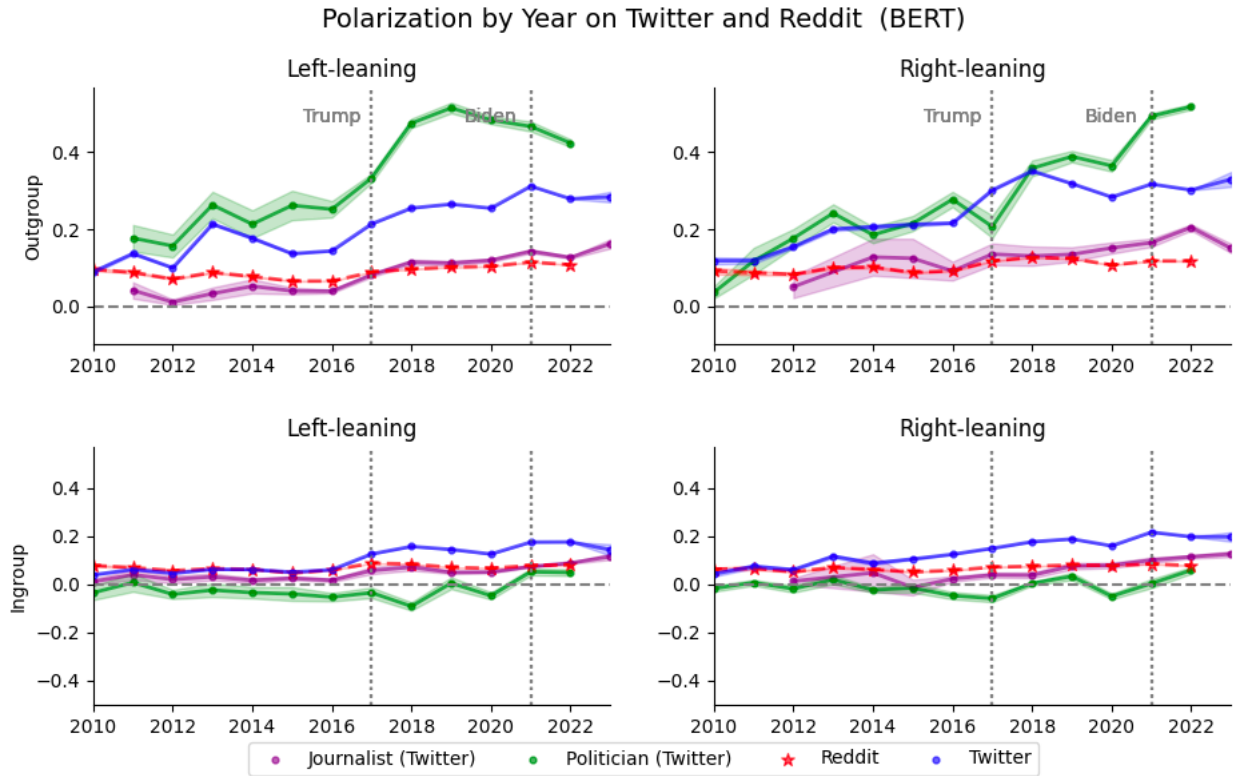 Polarization by Year on Twitter and Reddit (BERT)
Left-leaning
Right-leaning
Outgroup
0.4
0.2
0.0
Trump
Biden
2010 2012 2014 2016 2018 2020 2022
0.4
0.2
0.0
Trump
Biden
2010 2012 2014 2016 2018 2020 2022
Left-leaning
Right-leaning
Ingroup
0.4
0.2
0.0
−0.2
−0.4
2010 2012 2014 2016 2018 2020 2022
0.4
0.2
0.0
−0.2
−0.4
2010 2012 2014 2016 2018 2020 2022
Journalist (Twitter) Politician (Twitter) Reddit Twitter